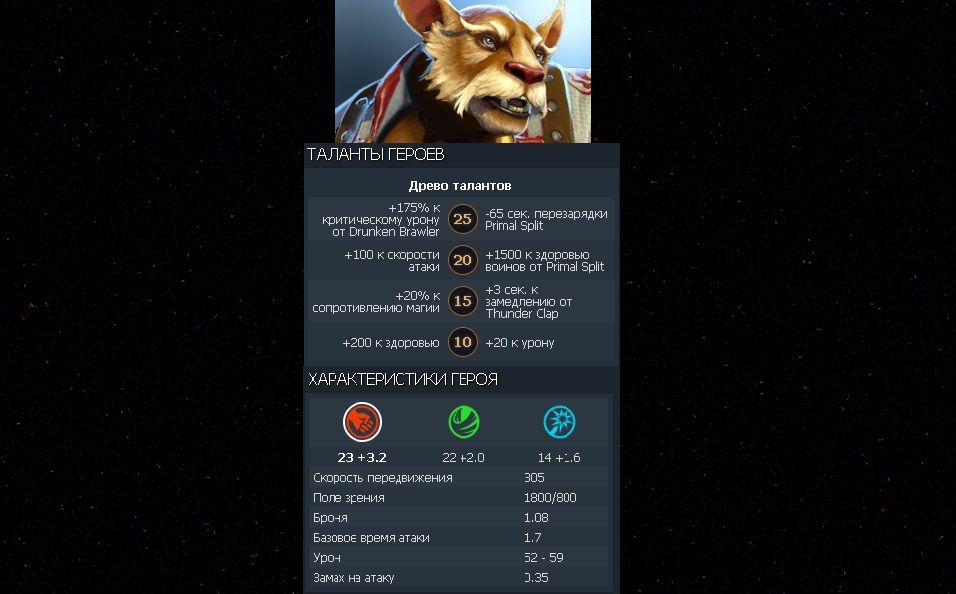 ТАЛАНТЫ ГЕРОЕВ
Древо талантов
+175% к
критическому урону
от Drunken Brawler
25
-65 сек. перезарядки
Primal Split
+100 к скорости
атаки
20
+1500 к здоровью
воинов от Primal Split
+20% к
сопротивлению магии
15
+3 сек. к
замедлению от
Thunder Clap
+200 к здоровью
10
+20 к урону
ХАРАКТЕРИСТИКИ ГЕРОЯ
23 +3.2
22 +2.0
14 +1.6
Скорость передвижения 305
Поле зрения 1800/800
Броня 1.08
Базовое время атаки 1.7
Урон 52 - 59
Замах на атаку 0.35